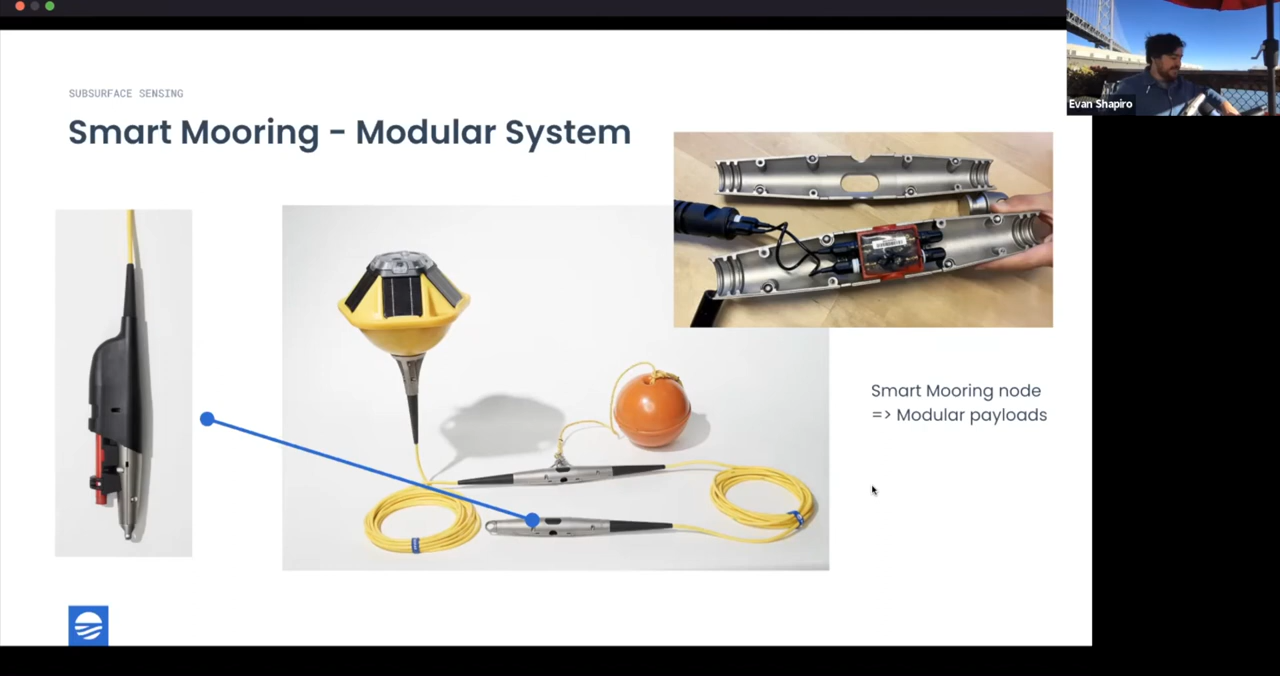 SUBSURFACE SENSING
Smart Mooring - Modular System
Evan Shapiro
Smart Mooring node
=> Modular payloads